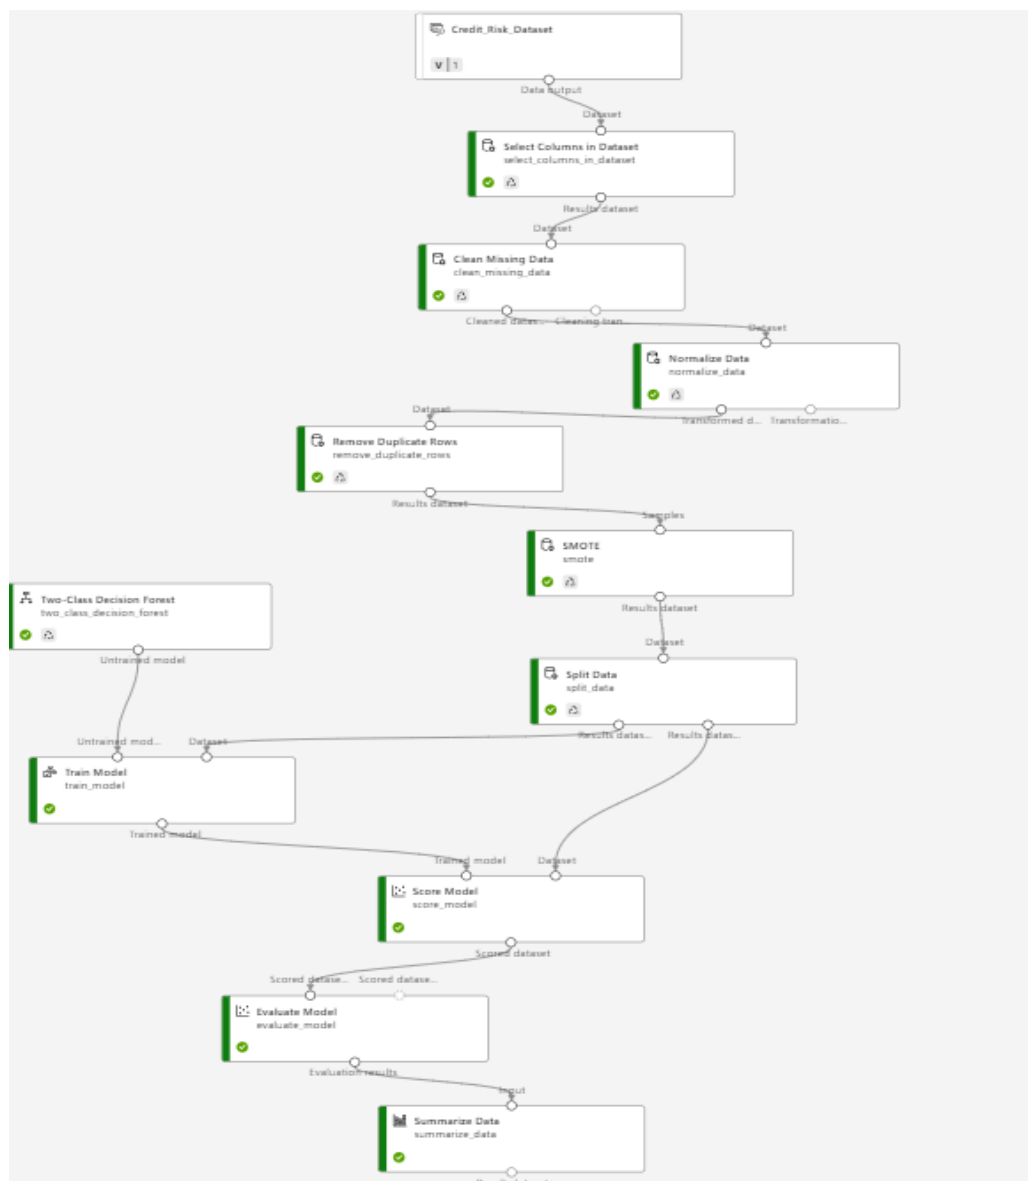 Credit_Risk_Dataset
v 1
Data output
Dataset
Select Columns in Dataset
select_columns_in_dataset
Results dataset
Dataset
Clean Missing Data
clean_missing_data
Cleaned datas... Cleaning tran...
Dataset
Normalize Data
normalize_data
Transformed d... Transformatio...
Dataset
Remove Duplicate Rows
remove_duplicate_rows
Results dataset
Samples
SMOTE
smote
Results dataset
Two-Class Decision Forest
two_class_decision_forest
Untrained model
Dataset
Split Data
split_data
Results datas... Results datas...
Untrained mod... Dataset
Train Model
train_model
Trained model
Trained model Dataset
Score Model
score_model
Scored dataset
Scored datase... Scored datase...
Evaluate Model
evaluate_model
Evaluation results
Input
Summarize Data
summarize_data